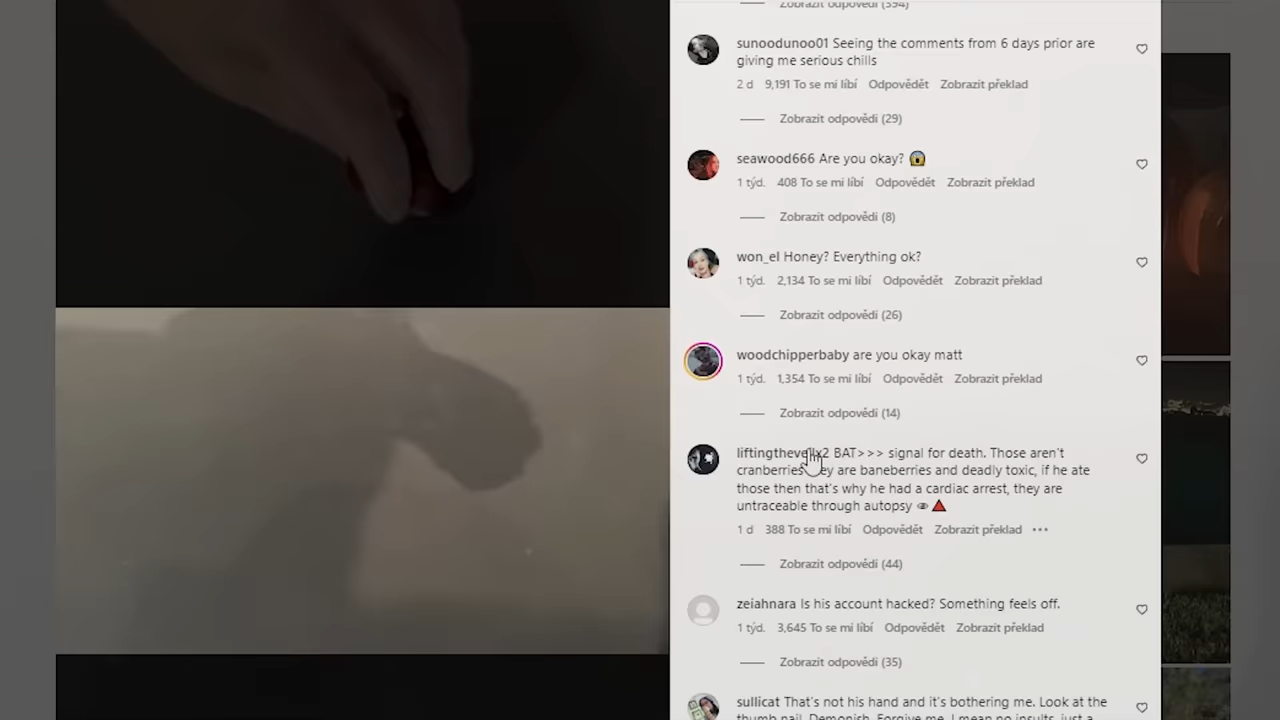 Zobrazit odpovědi (394)
sunoodunoo01 Seeing the comments from 6 days prior are
giving me serious chills
2 d 9,191 To se mi líbí Odpovědět Zobrazit překlad
Zobrazit odpovědi (29)
seawood666 Are you okay? 😱
1 týd. 408 To se mi líbí Odpovědět Zobrazit překlad
Zobrazit odpovědi (8)
won_el Honey? Everything ok?
1 týd. 2,134 To se mi líbí Odpovědět Zobrazit překlad
Zobrazit odpovědi (26)
woodchipperbaby are you okay matt
1 týd. 1,354 To se mi líbí Odpovědět Zobrazit překlad
Zobrazit odpovědi (14)
BAT>>> signal for death. Those aren't
cranberries they are baneberries and deadly toxic, if he ate
those then that's why he had a cardiac arrest, they are
untraceable through autopsy 👁🔺
1 d 388 To se mi líbí Odpovědět Zobrazit překlad •••
Zobrazit odpovědi (44)
zeiahnara Is his account hacked? Something feels off.
1 týd. 3,645 To se mi líbí Odpovědět Zobrazit překlad
Zobrazit odpovědi (35)
sullicat That's not his hand and it's bothering me. Look at the
thumb nail. Demonish. Forgive me, I mean no insults, just a